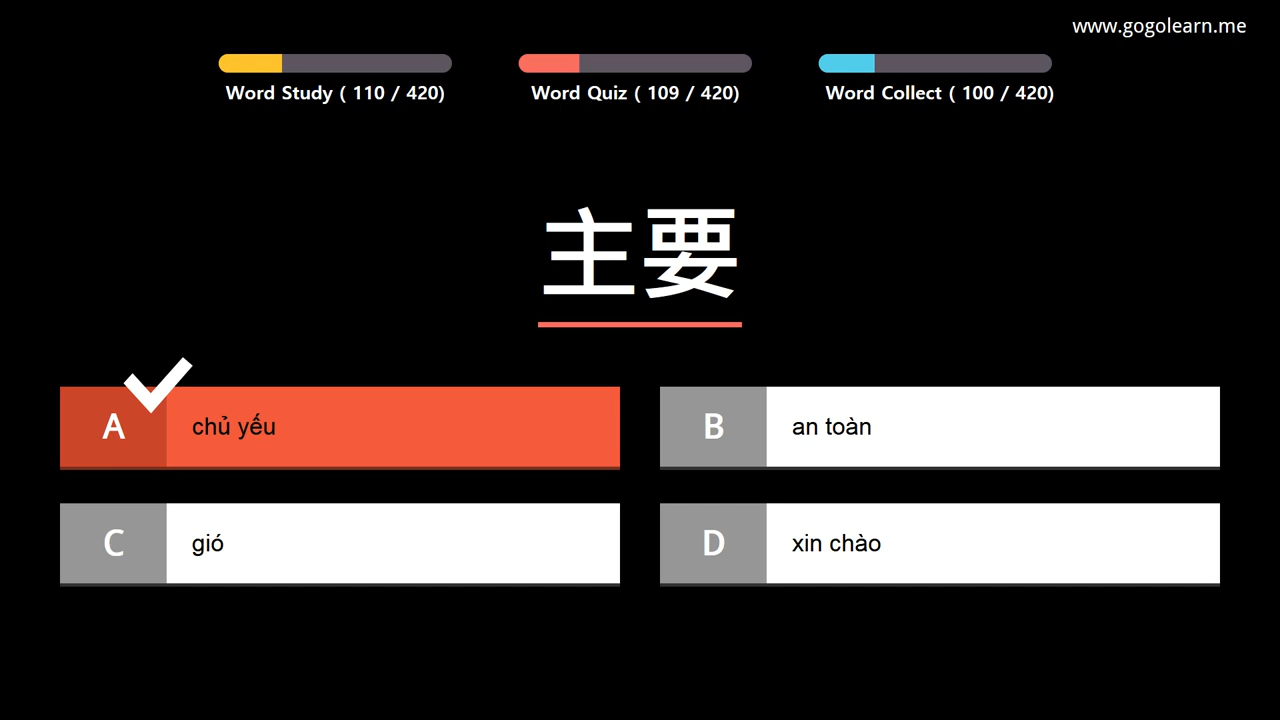 www.gogolearn.me
Word Study ( 110 / 420)
Word Quiz ( 109 / 420)
Word Collect ( 100 / 420)
主要
A chủ yếu
B an toàn
C gió
D xin chào